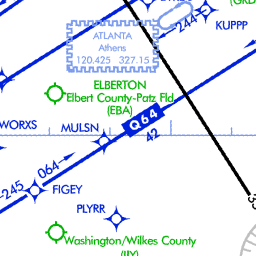 (GRD
244
KUPPP
ATLANTA
Athens
120.425 327.15
ELBERTON
Elbert County-Patz Fld
(EBA)
WORXS
MULSN
Q64
42
064
245
FIGEY
PLYRR
Washington/Wilkes County
(IIY)